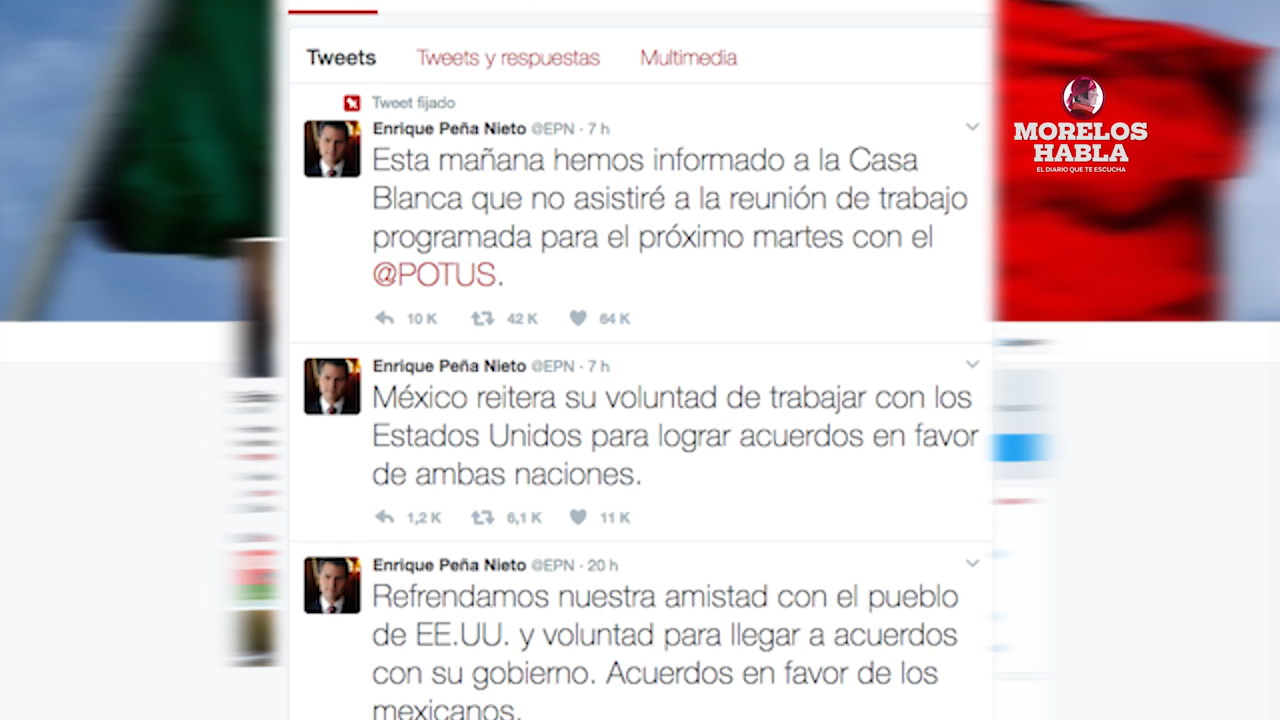 Tweets Tweets y respuestas Multimedia
Tweet fijado
Enrique Peña Nieto @EPN · 7 h
Esta mañana hemos informado a la Casa
Blanca que no asistiré a la reunión de trabajo
programada para el próximo martes con el
@POTUS.
10 K 42 K 64 K
Enrique Peña Nieto @EPN · 7 h
México reitera su voluntad de trabajar con los
Estados Unidos para lograr acuerdos en favor
de ambas naciones.
1,2 K 6,1 K 11 K
Enrique Peña Nieto @EPN · 20 h
Refrendamos nuestra amistad con el pueblo
de EE.UU. y voluntad para llegar a acuerdos
con su gobierno. Acuerdos en favor de los
mexicanos.
MORELOS
HABLA
EL DIARIO QUE TE ESCUCHA